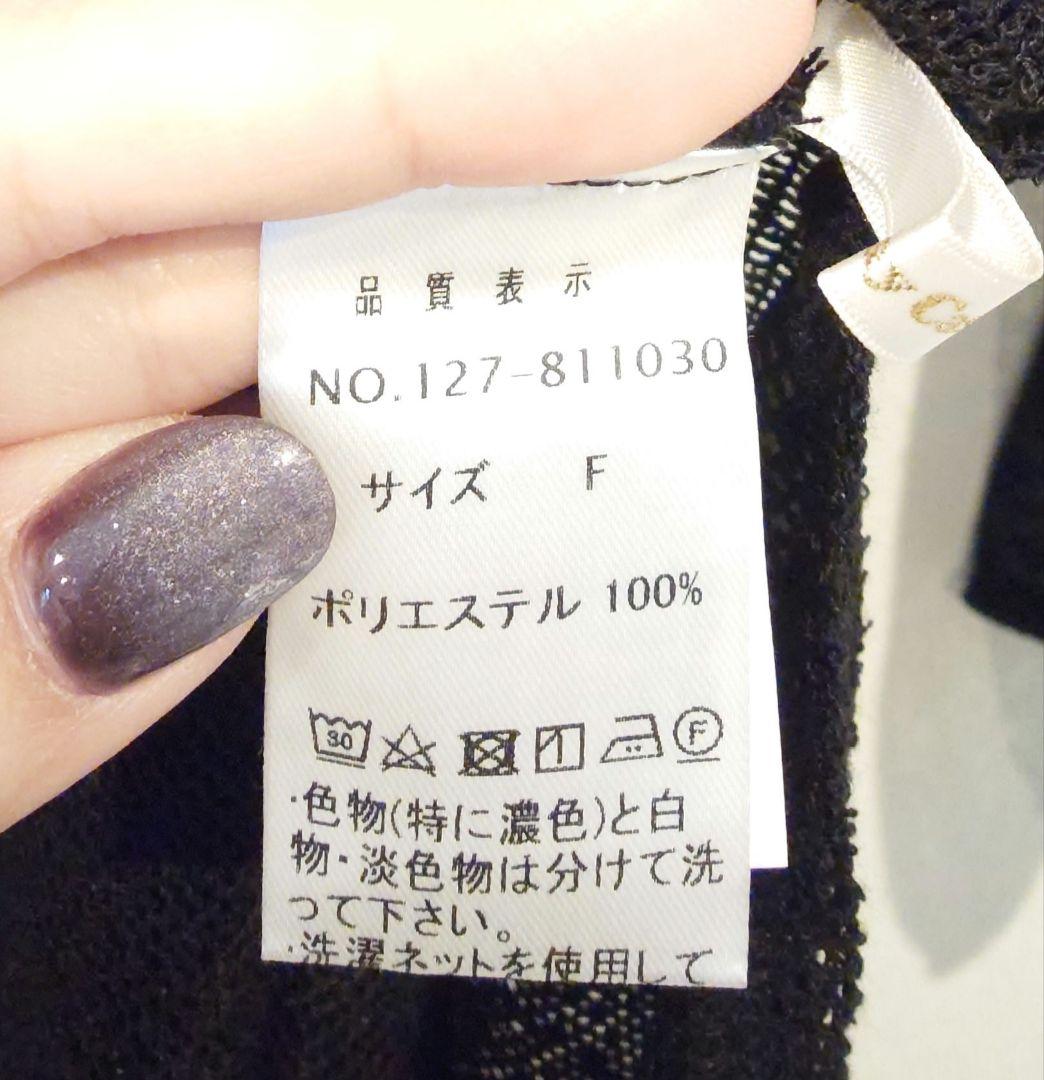 品質表示
NO.127-811030
サイズ F
ポリエステル 100%
30 F
・色物(特に濃色)と白
物・淡色物は分けて洗
って下さい。
・洗濯ネットを使用して